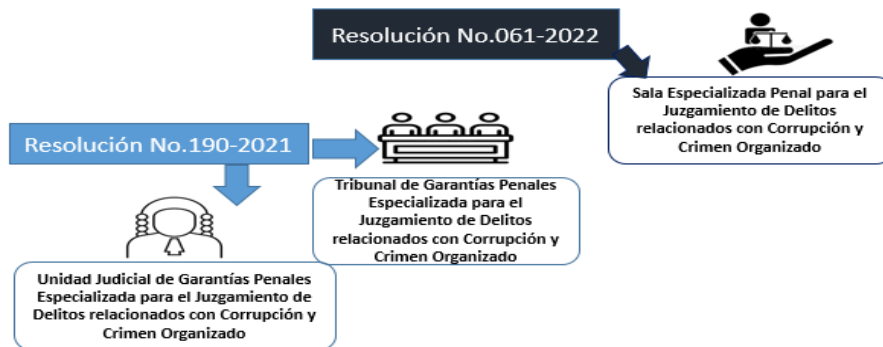 Resolución No.061-2022
Sala Especializada Penal para el
Juzgamiento de Delitos
relacionados con Corrupción y
Crimen Organizado
Resolución No.190-2021
Tribunal de Garantías Penales
Especializada para el
Juzgamiento de Delitos
relacionados con Corrupción y
Crimen Organizado
Unidad Judicial de Garantías Penales
Especializada para el Juzgamiento de
Delitos relacionados con Corrupción y
Crimen Organizado